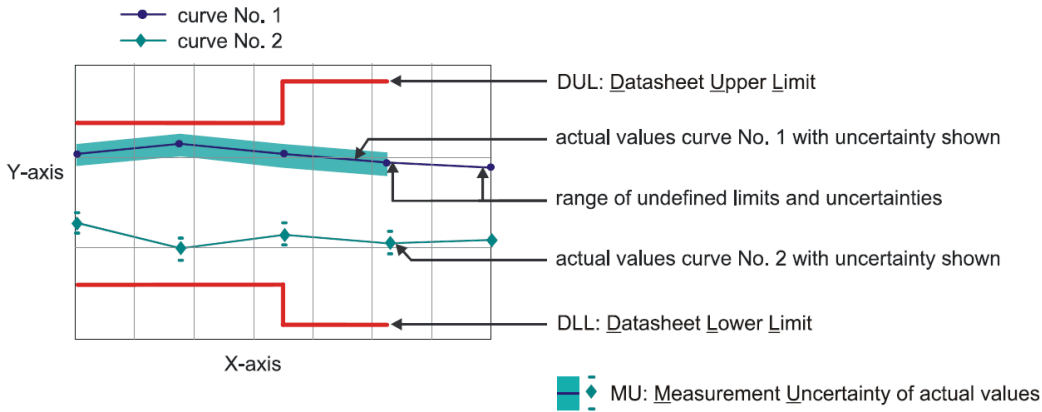 curve No. 1
curve No. 2
DUL: Datasheet Upper Limit
actual values curve No. 1 with uncertainty shown
Y-axis
range of undefined limits and uncertainties
actual values curve No. 2 with uncertainty shown
DLL: Datasheet Lower Limit
X-axis
MU: Measurement Uncertainty of actual values